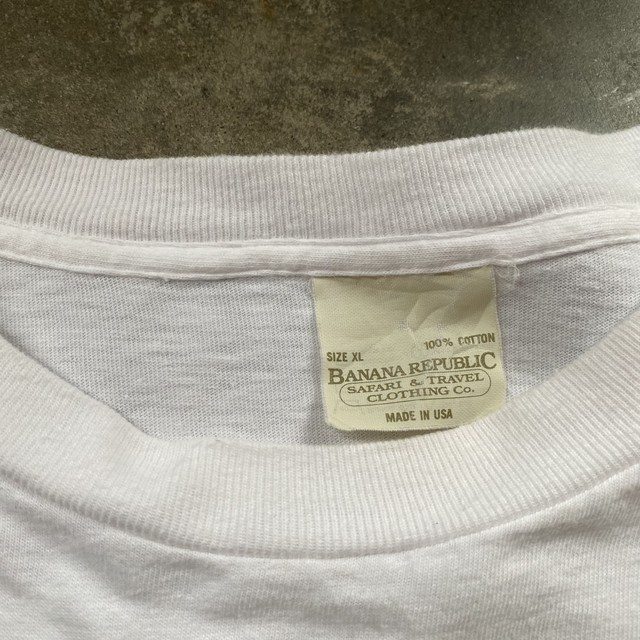 SIZE XL 100% COTTON
BANANA REPUBLIC
SAFARI & TRAVEL
CLOTHING Co.
MADE IN USA